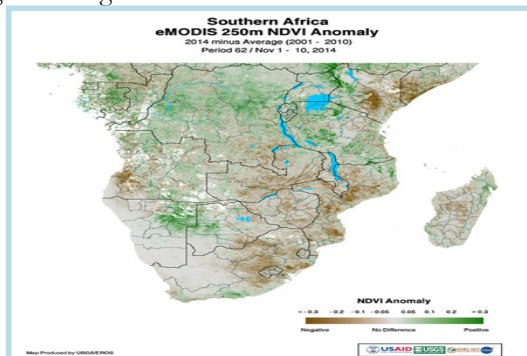 Southern Africa
eMODIS 250m NDVI Anomaly
2014 minus Average (2001 - 2010)
Period 62 / Nov 1 - 10, 2014
NDVI Anomaly
<-0.3 -0.2 -0.1 -0.05 0.05 0.1 0.2 >0.3
Negative No Difference Positive
Map Produced by USGS/EROS
USAID USGS